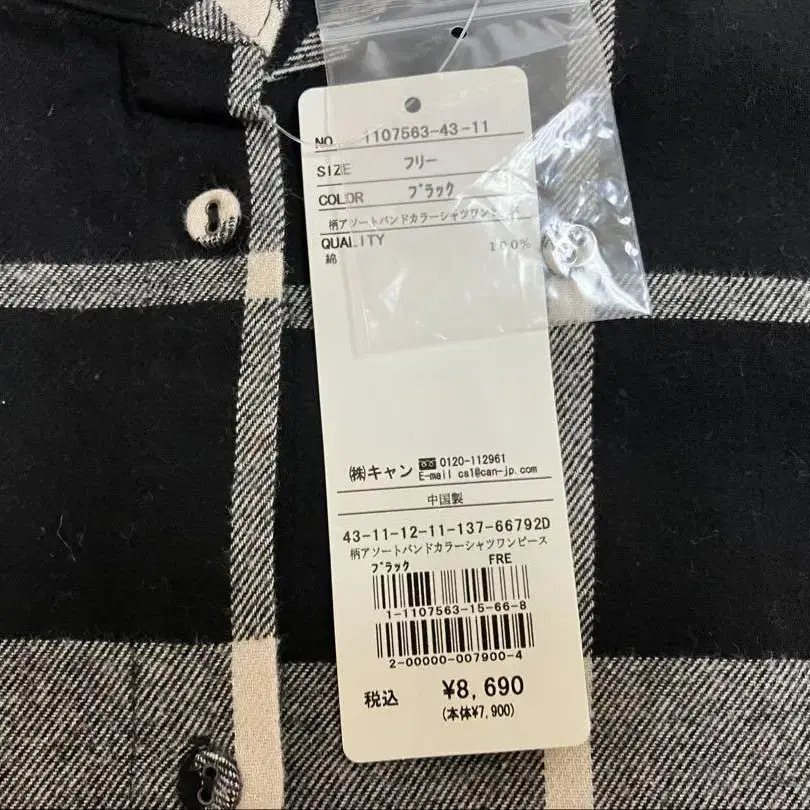 NO 1107563-43-11
SIZE フリー
COLOR ブラック
柄アソートバンドカラーシャツワンピース
QUALITY
綿 100%
㈱キャン 0120-112961
E-mail cs1@can-jp.com
中国製
43-11-12-11-137-66792D
柄アソートバンドカラーシャツワンピース
ブラック FRE
1-1107563-15-66-8
2-00000-007900-4
税込 ¥8,690
(本体¥7,900)